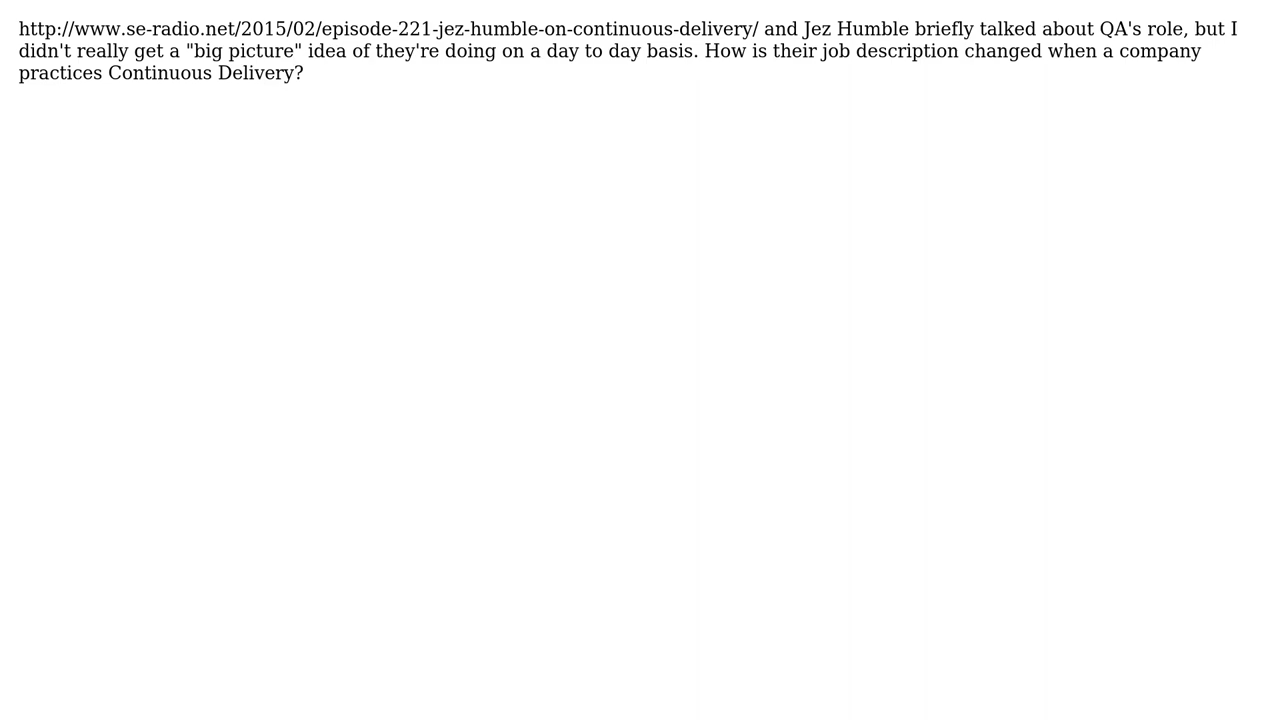 http://www.se-radio.net/2015/02/episode-221-jez-humble-on-continuous-delivery/ and Jez Humble briefly talked about QA's role, but I
didn't really get a "big picture" idea of they're doing on a day to day basis. How is their job description changed when a company
practices Continuous Delivery?